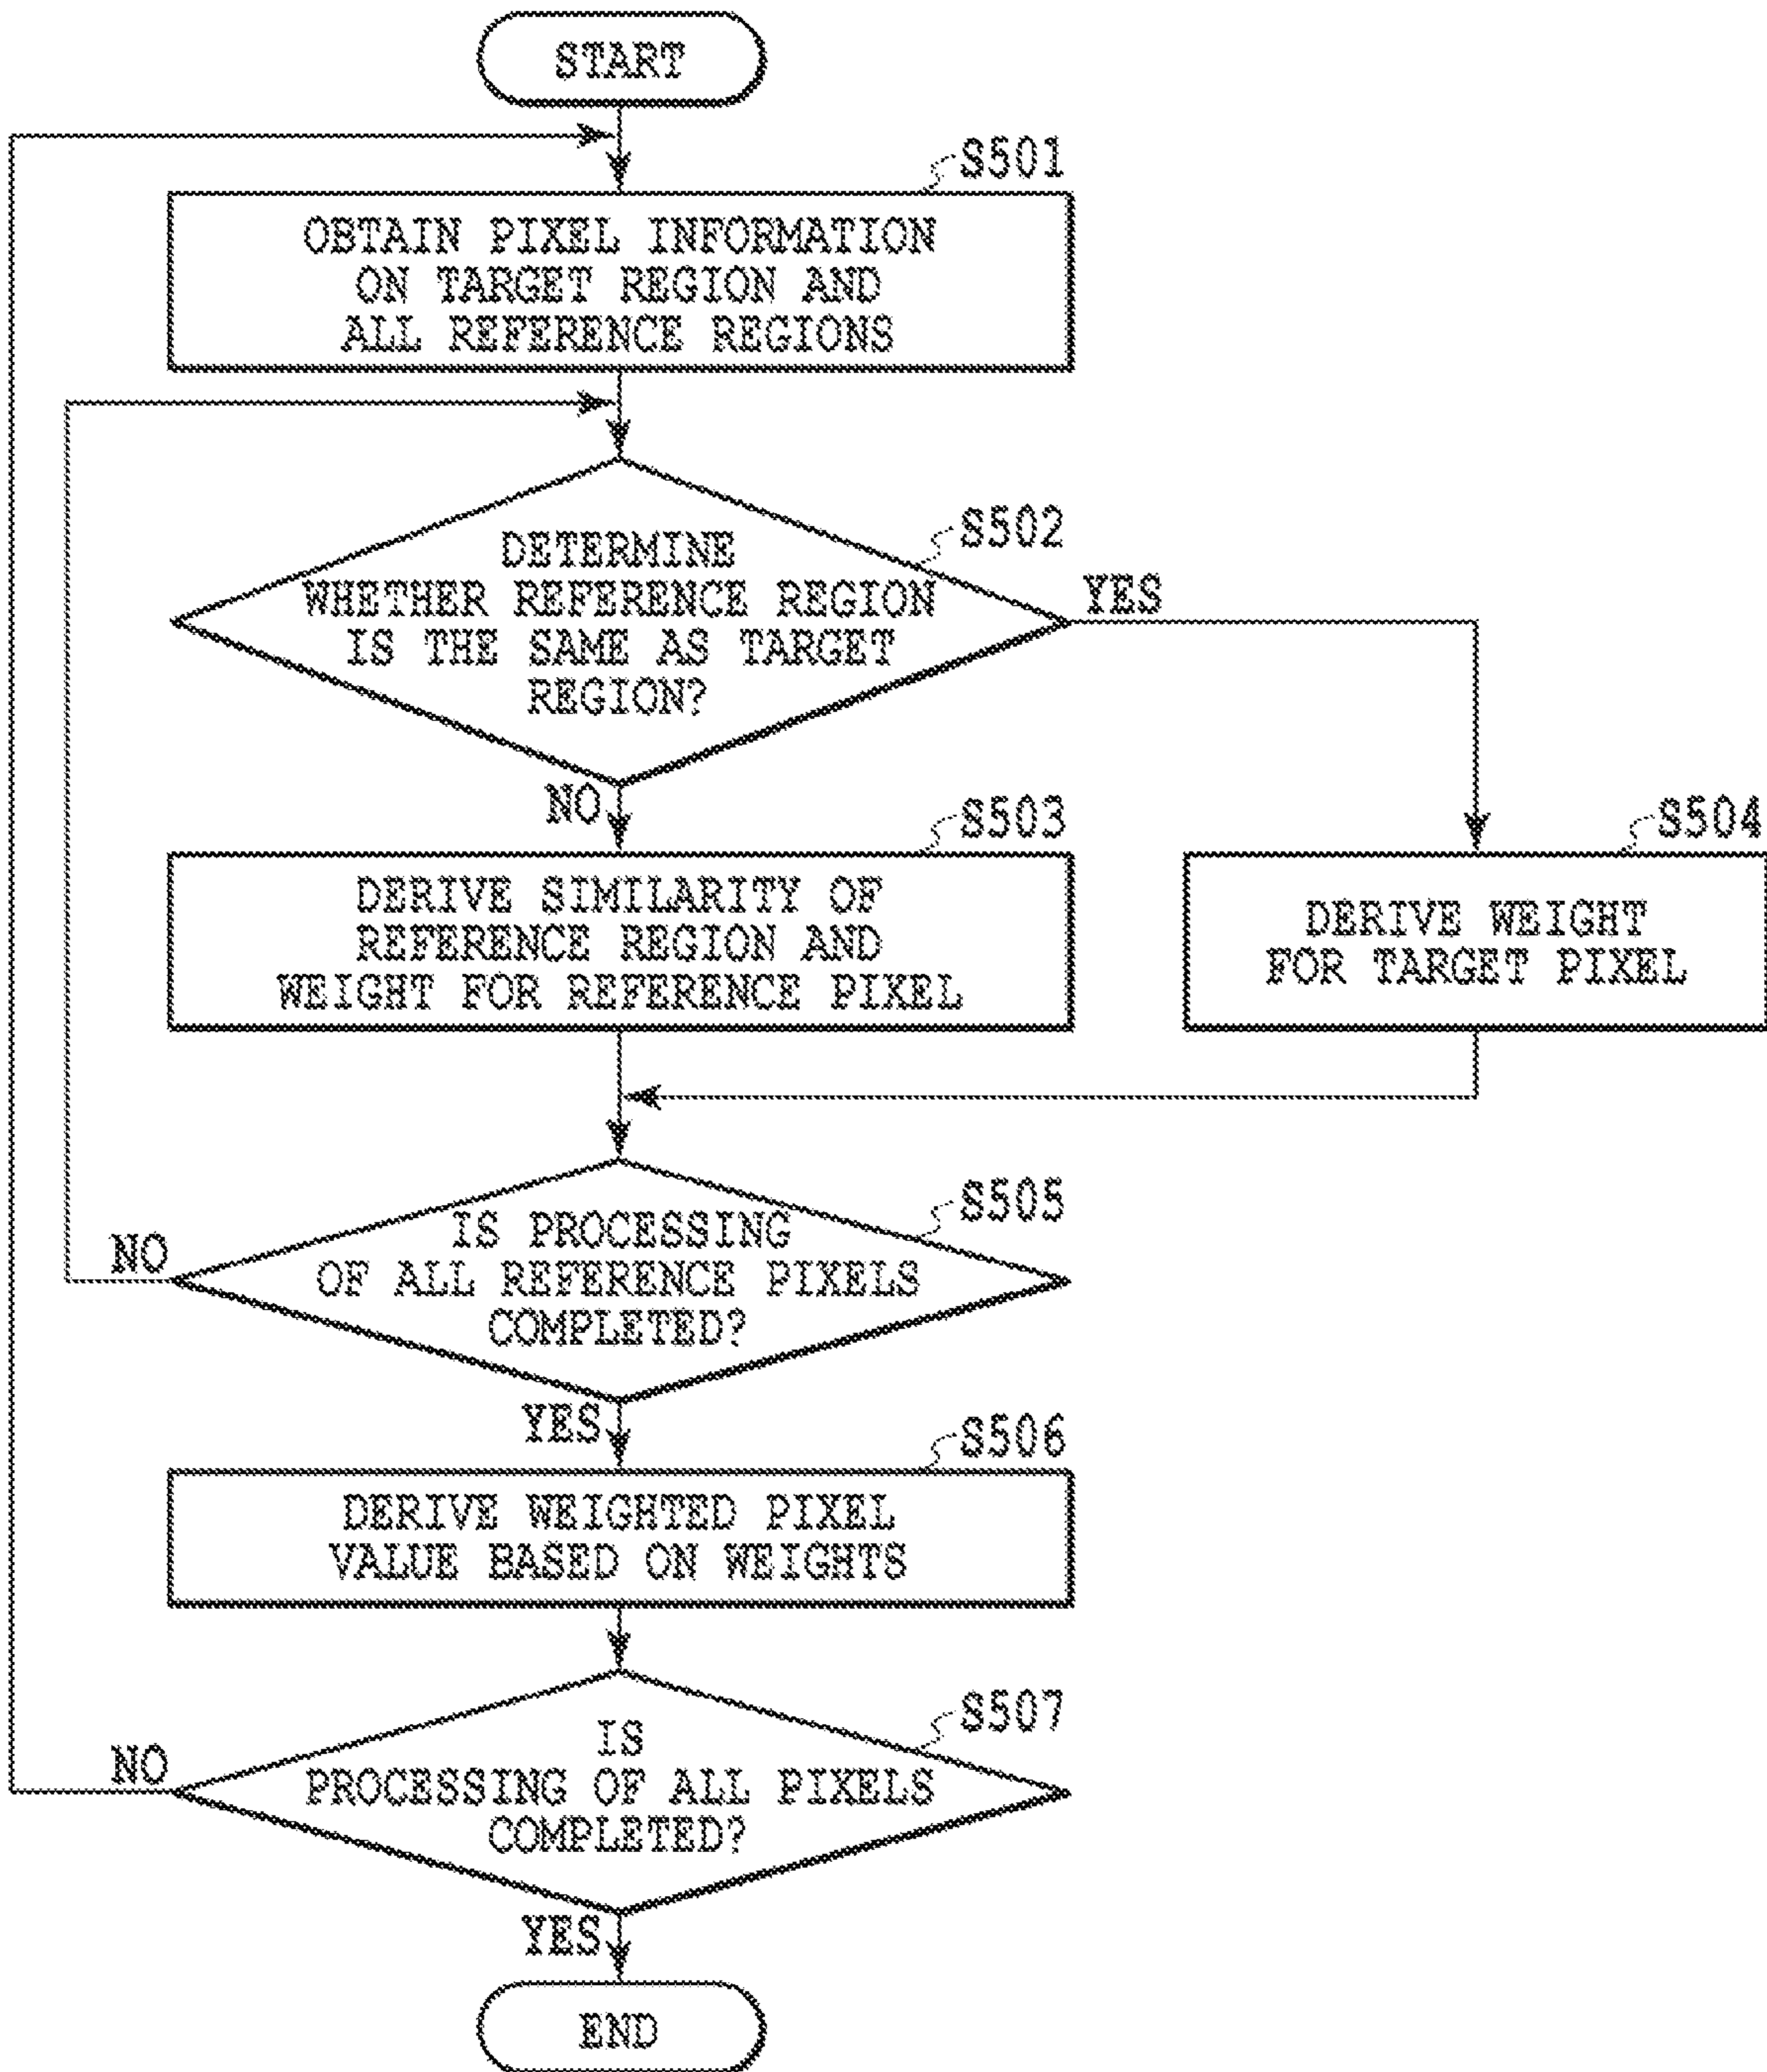 START
S501
OBTAIN PIXEL INFORMATION
ON TARGET REGION AND
ALL REFERENCE REGIONS
S502
DETERMINE
WHETHER REFERENCE REGION
IS THE SAME AS TARGET
REGION?
YES
NO
S503
DERIVE SIMILARITY OF
REFERENCE REGION AND
WEIGHT FOR REFERENCE PIXEL
S504
DERIVE WEIGHT
FOR TARGET PIXEL
S505
IS PROCESSING
OF ALL REFERENCE PIXELS
COMPLETED?
NO
YES
S506
DERIVE WEIGHTED PIXEL
VALUE BASED ON WEIGHTS
S507
IS
PROCESSING OF ALL PIXELS
COMPLETED?
NO
YES
END